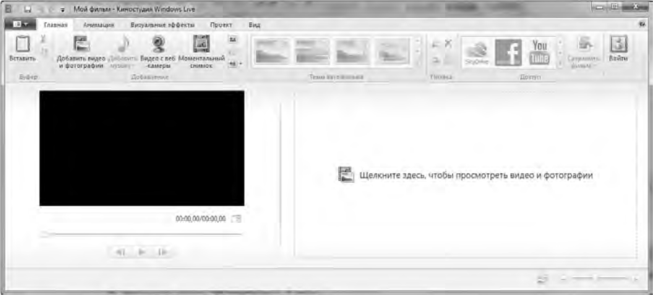 Мой фильм - Киностудия Windows Live
Главная Анимация Визуальные эффекты Проект Вид
Вставить Добавить видео и фотографии Добавить музыку Видео с веб-камеры Моментальный снимок SkyDrive f You Tube Сохранить фильм Войти
Буфер Добавление Темы автофильма Правка Доступ
Щелкните здесь, чтобы просмотреть видео и фотографии
00:00,00/00:00,00